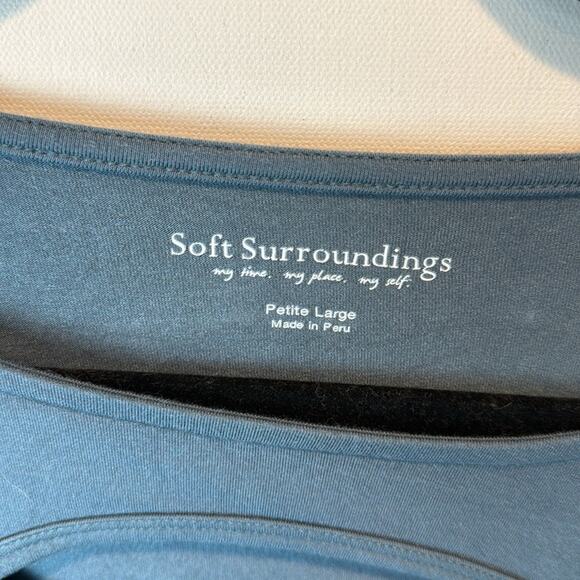 Soft Surroundings
my time. my place. my self.
Petite Large
Made in Peru